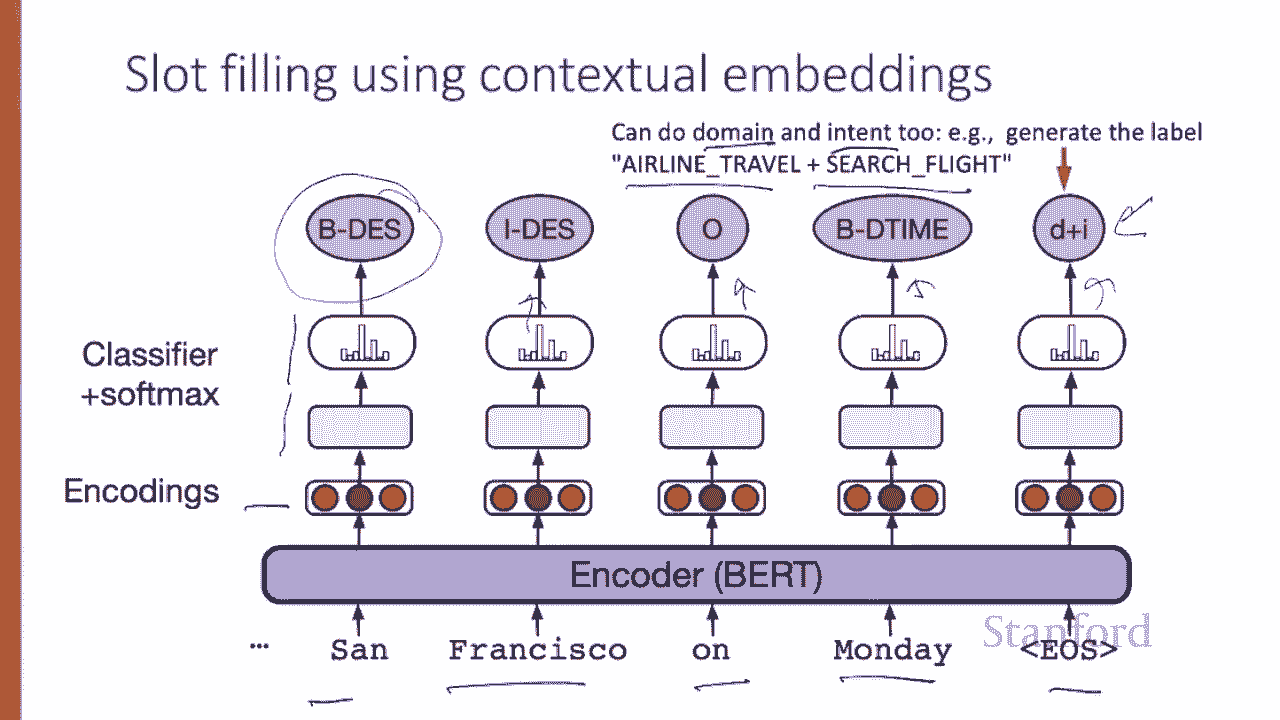 Slot filling using contextual embeddings
Can do domain and intent too: e.g., generate the label
"AIRLINE_TRAVEL + SEARCH_FLIGHT"
B-DES I-DES O B-DTIME d+i
Classifier
+softmax
Encodings
Encoder (BERT)
Stanford
... San Francisco on Monday <EOS>